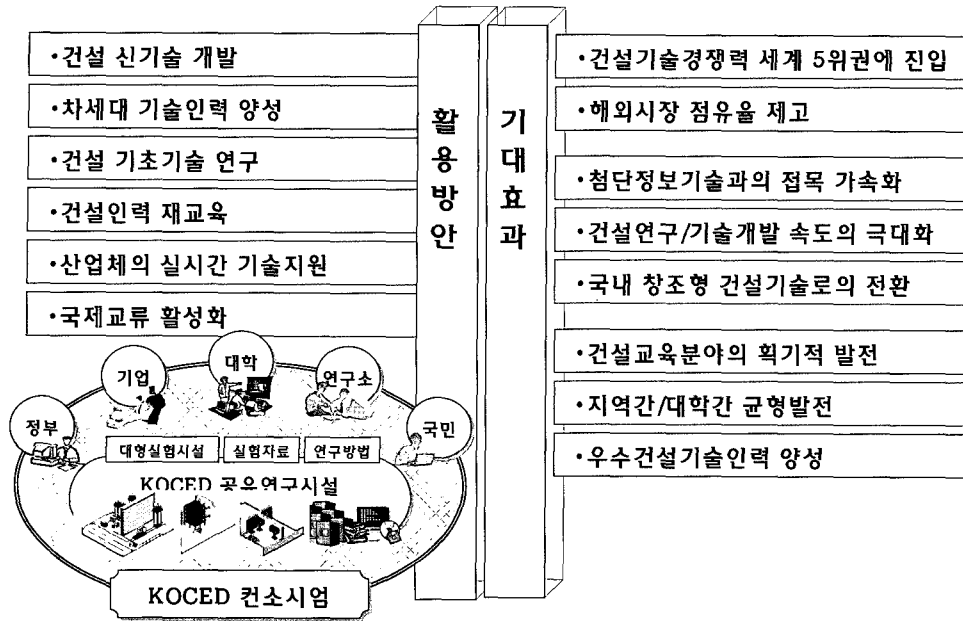 •건설 신기술 개발
•차세대 기술인력 양성
•건설 기초기술 연구
•건설인력 재교육
•산업체의 실시간 기술지원
•국제교류 활성화
활용방안
기대효과
•건설기술경쟁력 세계 5위권에 진입
•해외시장 점유율 제고
•첨단정보기술과의 접목 가속화
•건설연구/기술개발 속도의 극대화
•국내 창조형 건설기술로의 전환
•건설교육분야의 획기적 발전
•지역간/대학간 균형발전
•우수건설기술인력 양성
정부
기업
대학
연구소
국민
대형실험시설
실험자료
연구방법
KOCED 공유연구시설
KOCED 컨소시엄